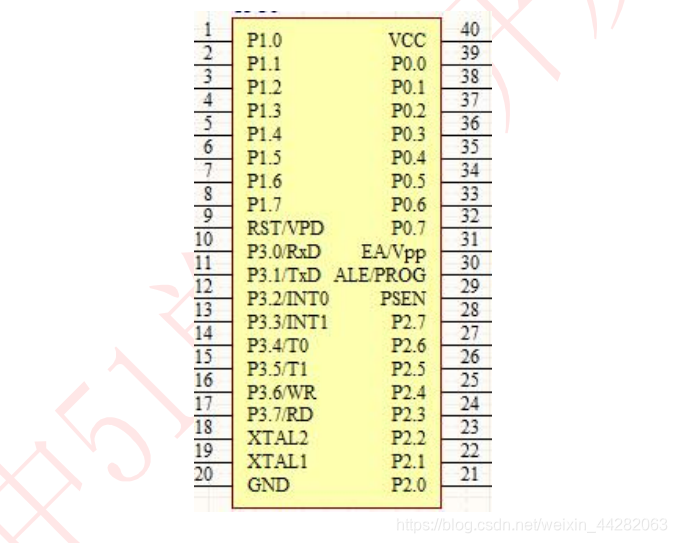 1 P1.0 VCC 40
2 P1.1 P0.0 39
3 P1.2 P0.1 38
4 P1.3 P0.2 37
5 P1.4 P0.3 36
6 P1.5 P0.4 35
7 P1.6 P0.5 34
8 P1.7 P0.6 33
9 RST/VPD P0.7 32
10 P3.0/RxD EA/Vpp 31
11 P3.1/TxD ALE/PROG 30
12 P3.2/INT0 PSEN 29
13 P3.3/INT1 P2.7 28
14 P3.4/T0 P2.6 27
15 P3.5/T1 P2.5 26
16 P3.6/WR P2.4 25
17 P3.7/RD P2.3 24
18 XTAL2 P2.2 23
19 XTAL1 P2.1 22
20 GND P2.0 21
中51单
开
https://blog.csdn.net/weixin_44282063